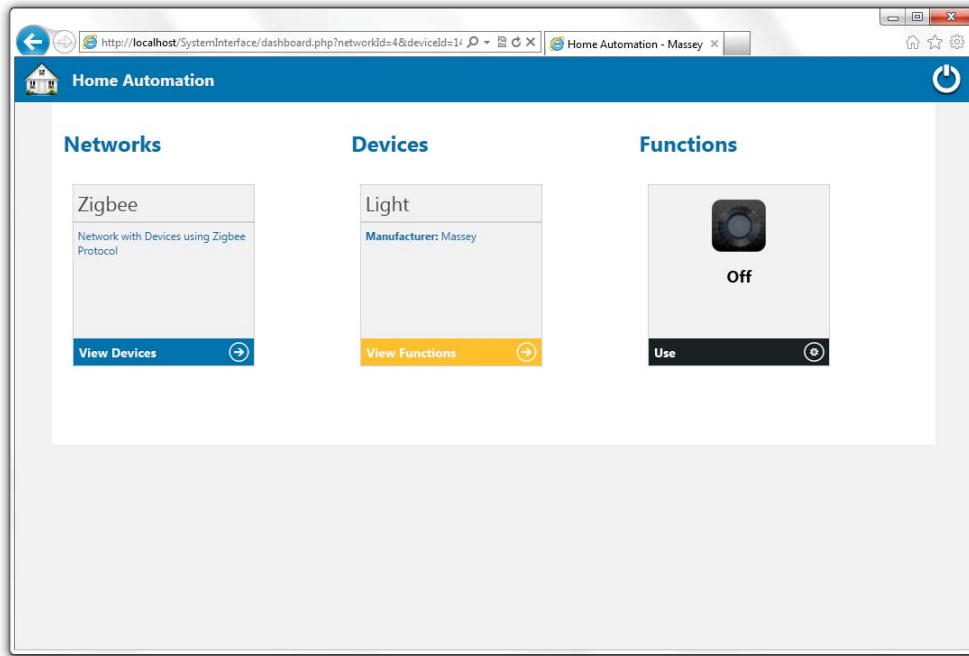 http://localhost/SystemInterface/dashboard.php?networkId=4&deviceId=14
Home Automation - Massey
Home Automation
Networks
Devices
Functions
Zigbee
Network with Devices using Zigbee
Protocol
View Devices
Light
Manufacturer: Massey
View Functions
Off
Use